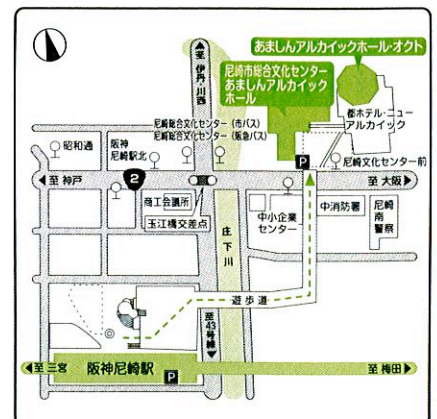 あましんアルカイックホール・オクト
尼崎市総合文化センター
あましんアルカイック
ホール
至
伊
丹
・
川
西
都ホテル・ニュー
アルカイック
尼崎総合文化センター(市バス)
尼崎総合文化センター(阪急バス)
昭和通
阪神
尼崎駅北
P
尼崎文化センター前
至 神戸
2
至 大阪
商工会議所
玉江橋交差点
庄
下
川
中小企業
センター
中消防署
尼崎
南
警察
遊歩道
至
43
号
線
至 三宮
阪神尼崎駅
P
至 梅田